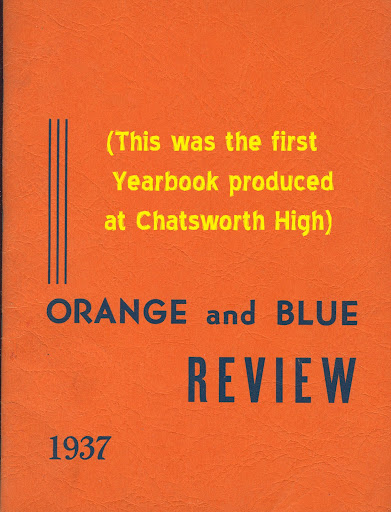 (This was the first
Yearbook produced
at Chatsworth High)
ORANGE and BLUE
REVIEW
1937